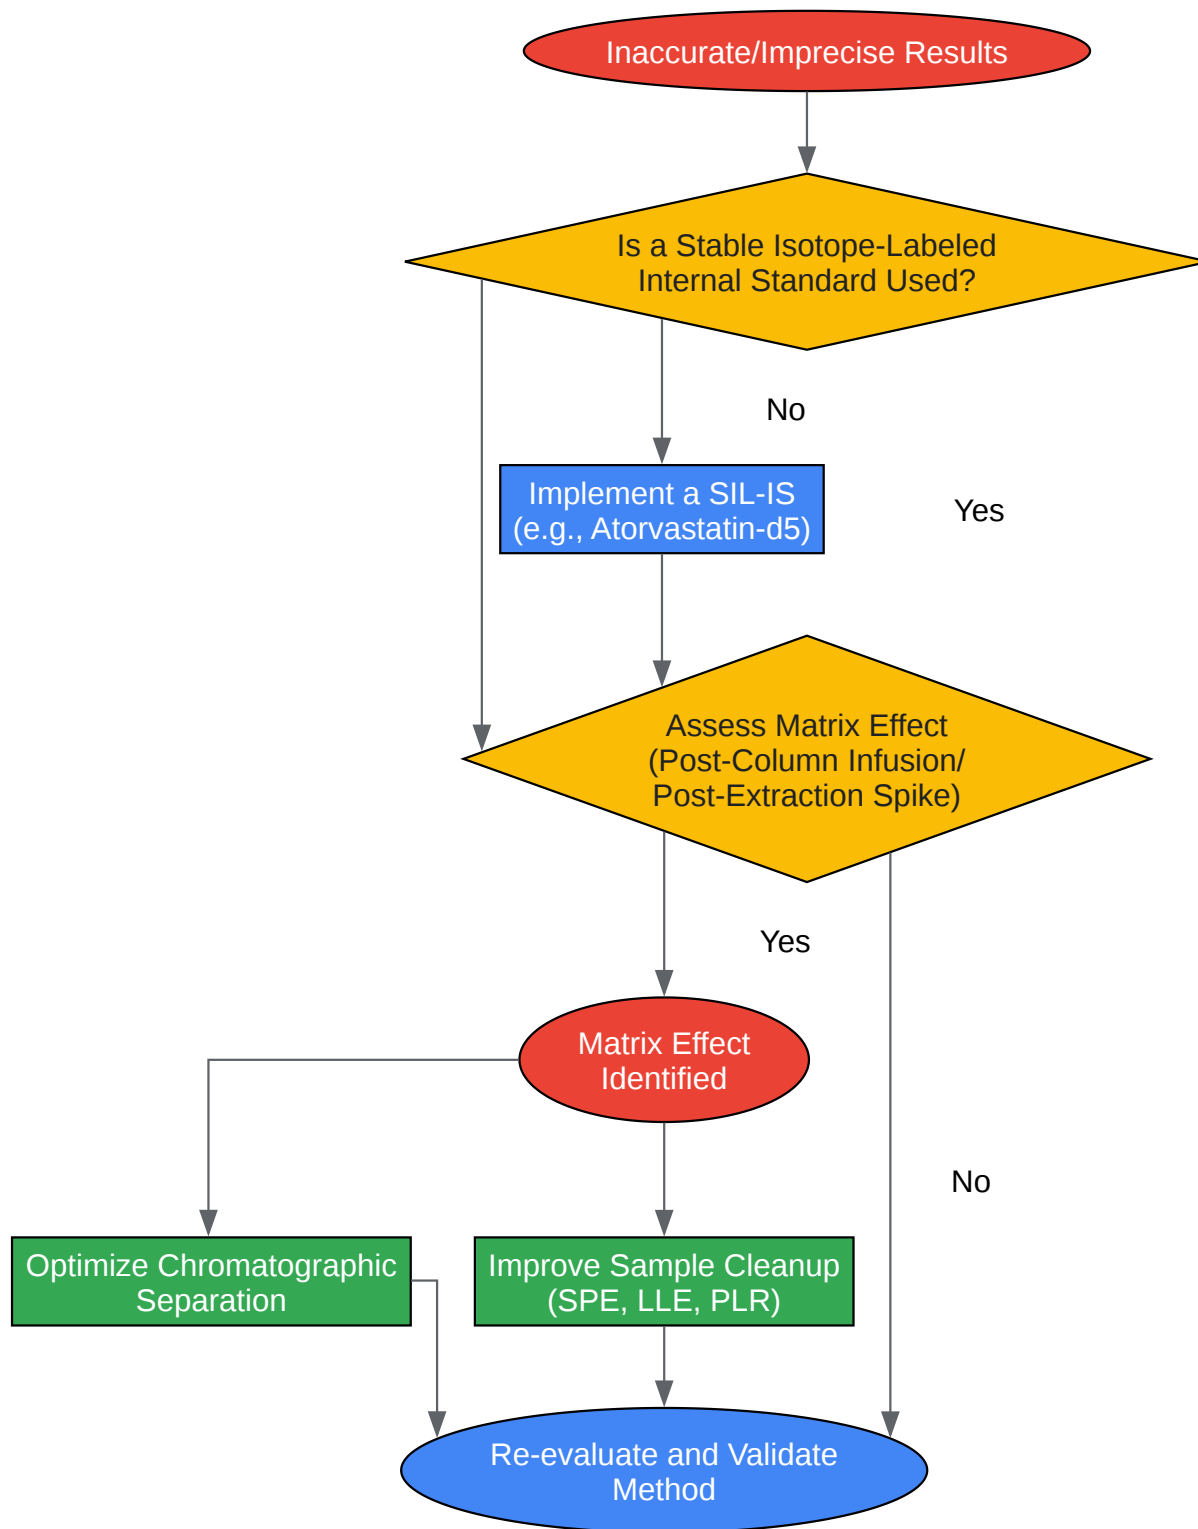 Inaccurate/Imprecise Results
Is a Stable Isotope-Labeled
Internal Standard Used?
No
Implement a SIL-IS
(e.g., Atorvastatin-d5)
Yes
Assess Matrix Effect
(Post-Column Infusion/
Post-Extraction Spike)
Yes
Matrix Effect
Identified
No
Optimize Chromatographic
Separation
Improve Sample Cleanup
(SPE, LLE, PLR)
Re-evaluate and Validate
Method